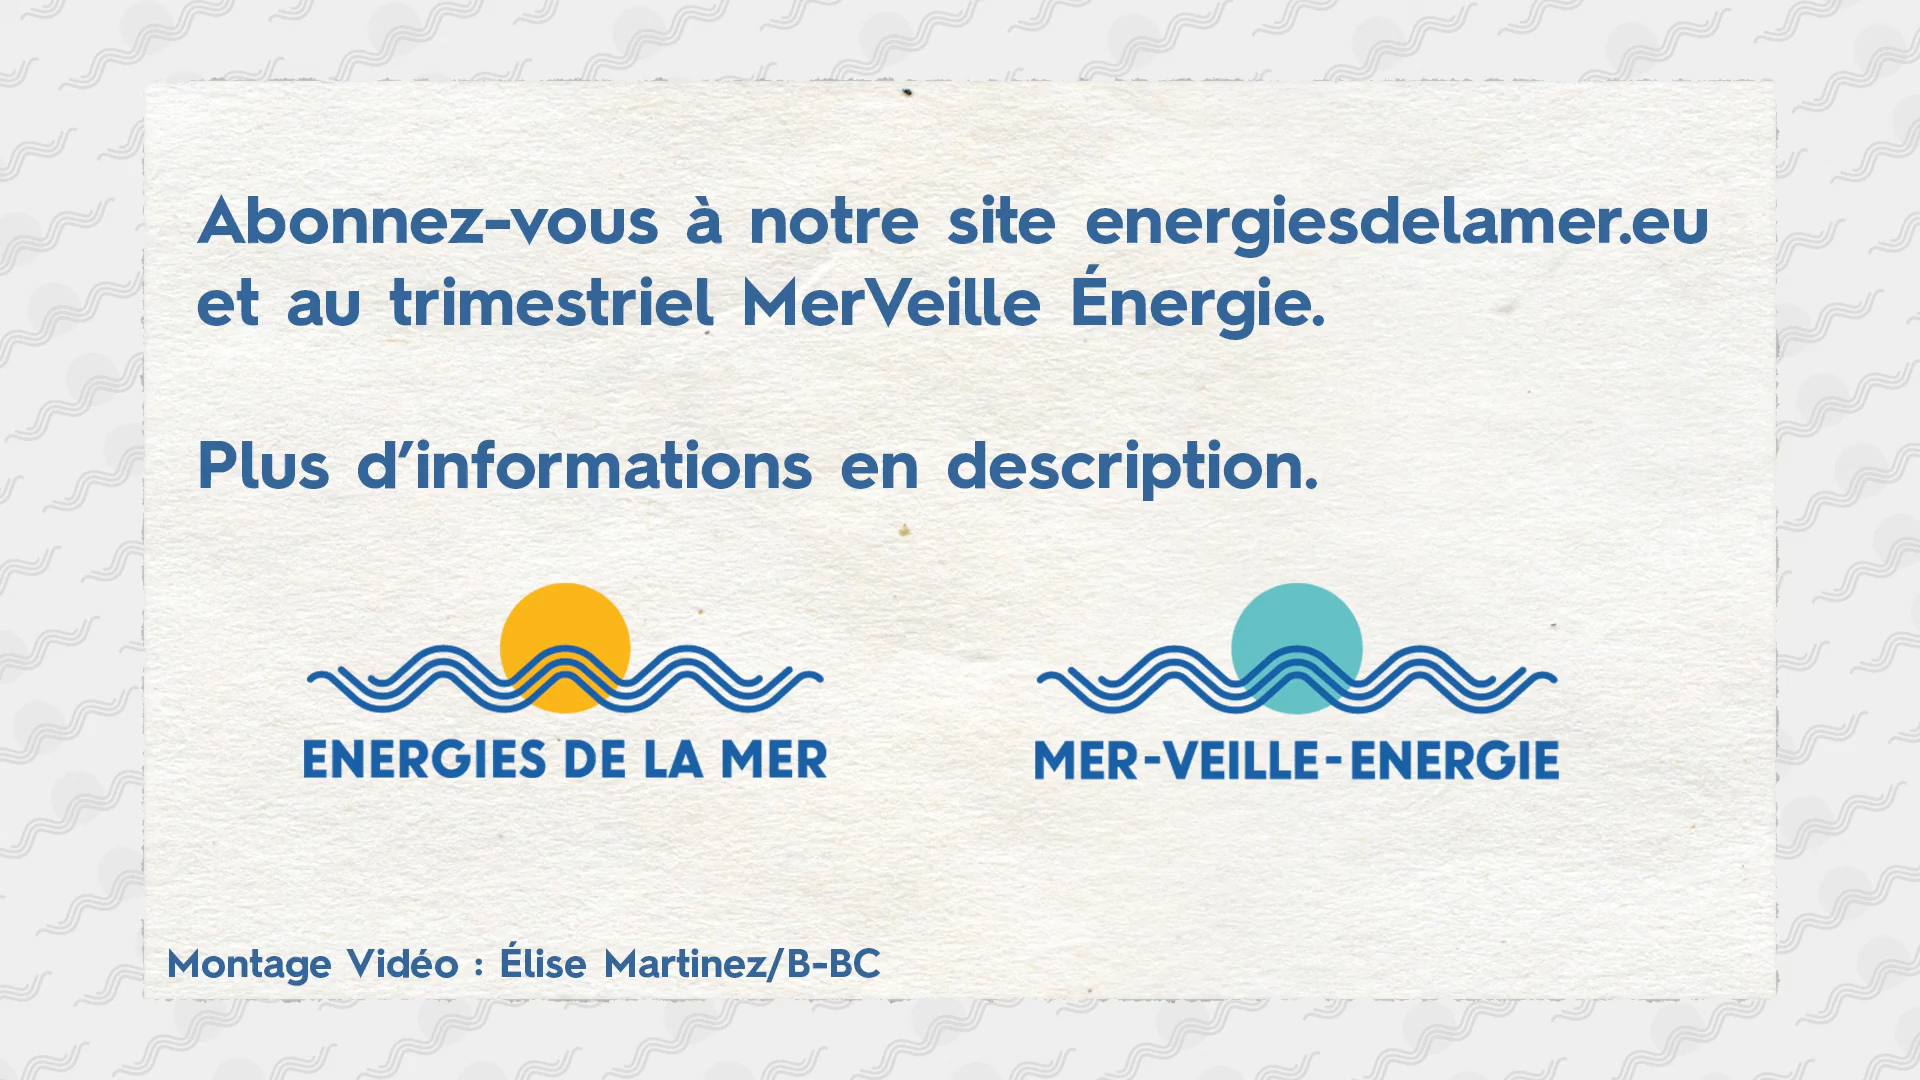 Abonnez-vous à notre site energiesdelamer.eu
et au trimestriel MerVeille Énergie.
Plus d’informations en description.
ENERGIES DE LA MER
MER-VEILLE-ENERGIE
Montage Vidéo : Élise Martinez/B-BC